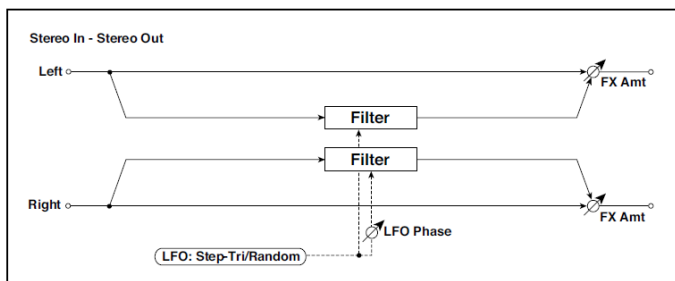 Stereo In - Stereo Out
Left
FX Amt
Filter
Filter
Right
FX Amt
LFO Phase
LFO: Step-Tri/Random